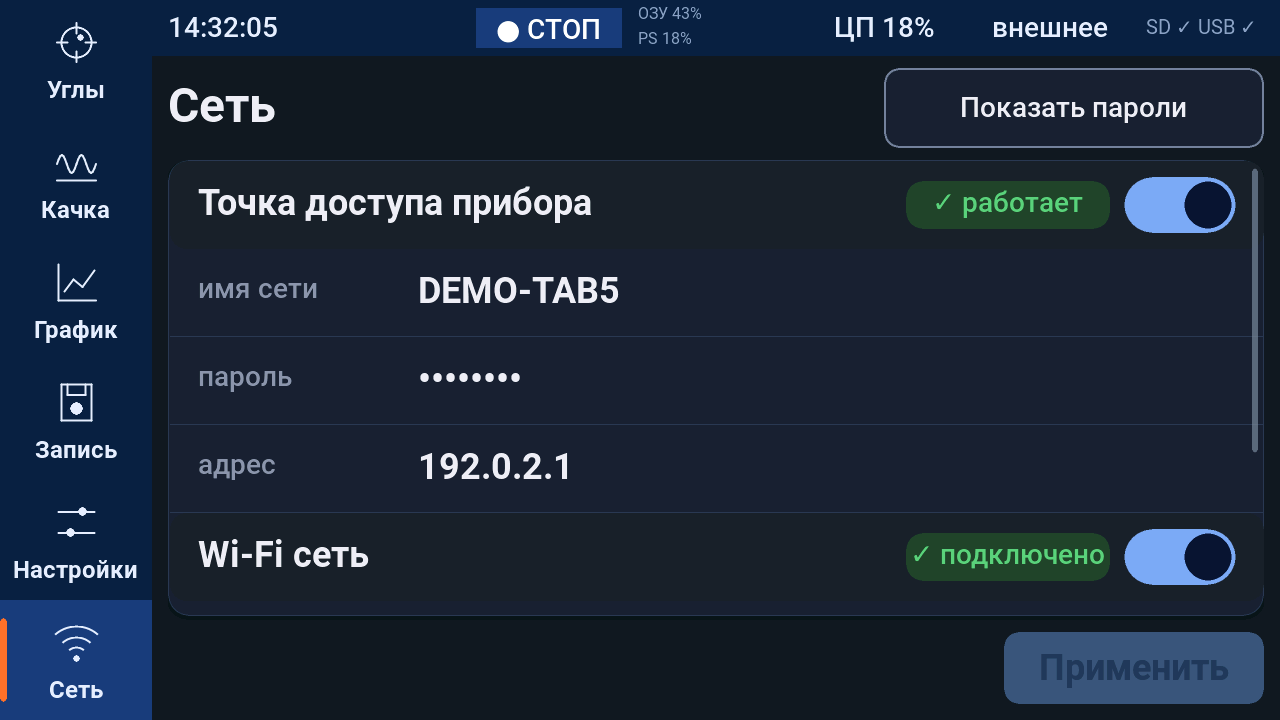 14:32:05
СТОП
ОЗУ 43%
PS 18%
ЦП 18%
внешнее
SD ✓ USB ✓
Углы
Качка
График
Запись
Настройки
Сеть
Сеть
Показать пароли
Точка доступа прибора
✓ работает
имя сети
DEMO-TAB5
пароль
••••••••
адрес
192.0.2.1
Wi-Fi сеть
✓ подключено
Применить